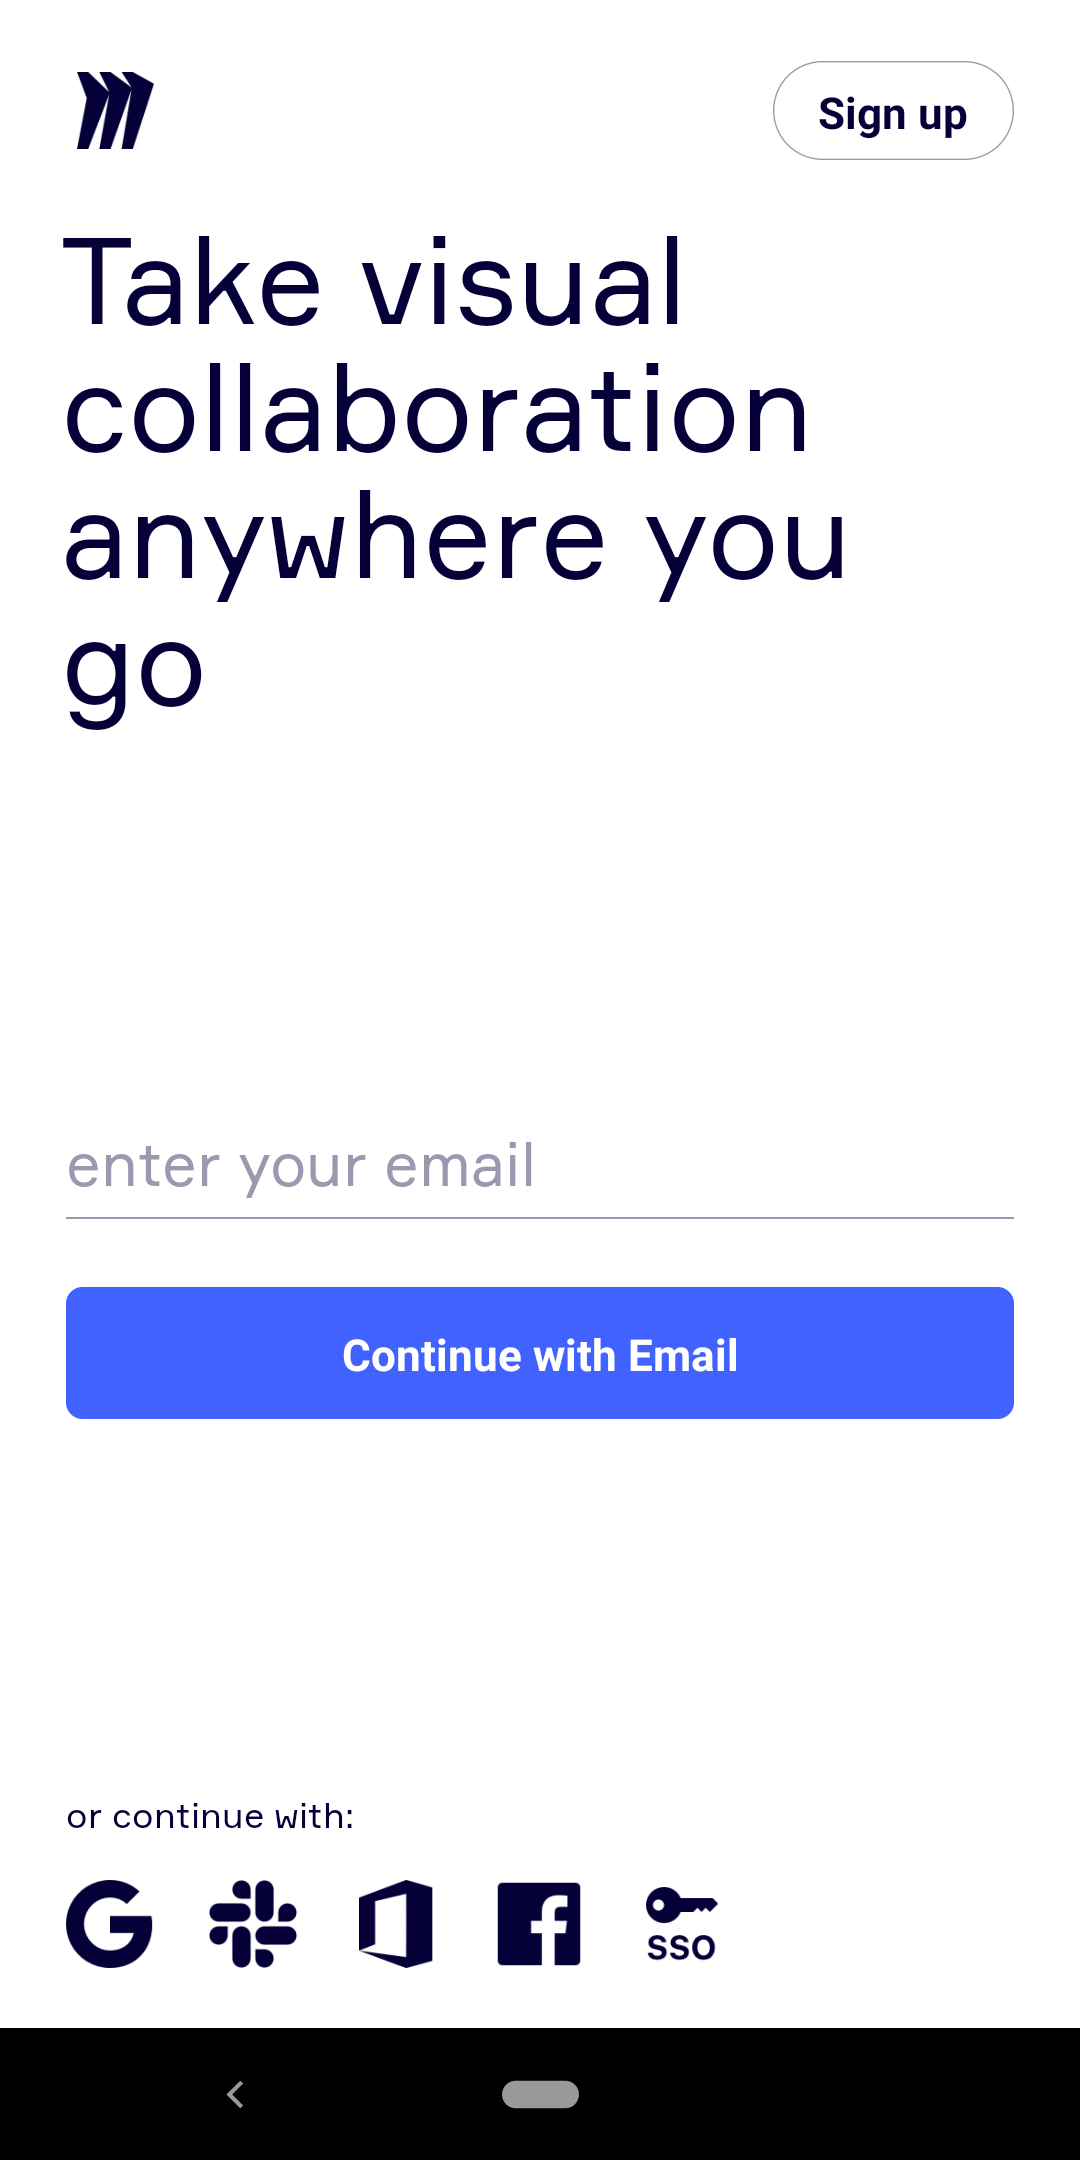 Sign up
Take visual
collaboration
anywhere you
go
enter your email
Continue with Email
or continue with:
SSO